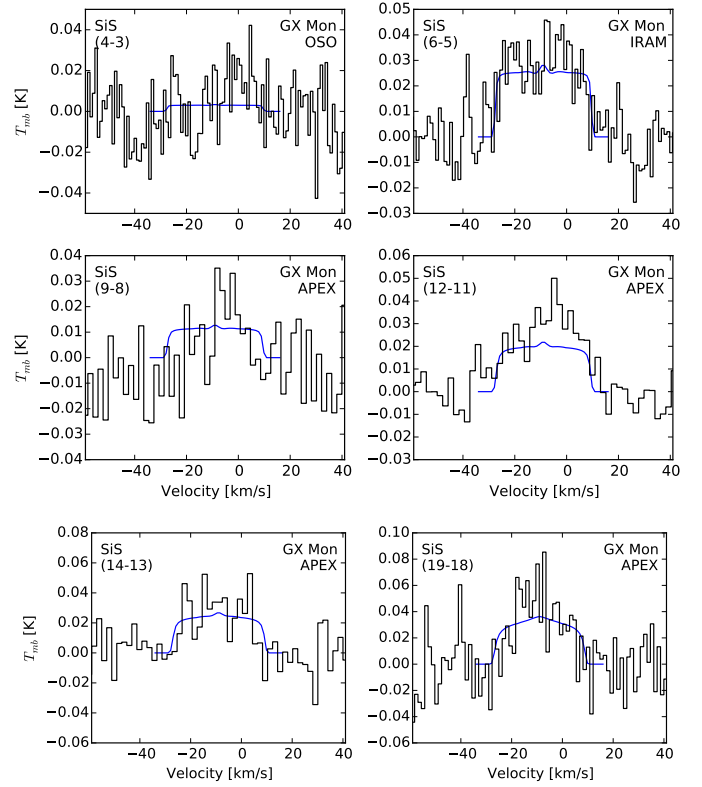 SiS
(4-3)
GX Mon
OSO
T_mb [K]
0.04
0.02
0.00
−0.02
−0.04
−40 −20 0 20 40
SiS
(6-5)
GX Mon
IRAM
0.05
0.04
0.03
0.02
0.01
0.00
−0.01
−0.02
−0.03
−40 −20 0 20 40
SiS
(9-8)
GX Mon
APEX
T_mb [K]
0.04
0.03
0.02
0.01
0.00
−0.01
−0.02
−0.03
−0.04
−40 −20 0 20 40
Velocity [km/s]
SiS
(12-11)
GX Mon
APEX
0.06
0.05
0.04
0.03
0.02
0.01
0.00
−0.01
−0.02
−0.03
−40 −20 0 20 40
Velocity [km/s]
SiS
(14-13)
GX Mon
APEX
T_mb [K]
0.08
0.06
0.04
0.02
0.00
−0.02
−0.04
−0.06
−40 −20 0 20 40
Velocity [km/s]
SiS
(19-18)
GX Mon
APEX
0.10
0.08
0.06
0.04
0.02
0.00
−0.02
−0.04
−0.06
−40 −20 0 20 40
Velocity [km/s]